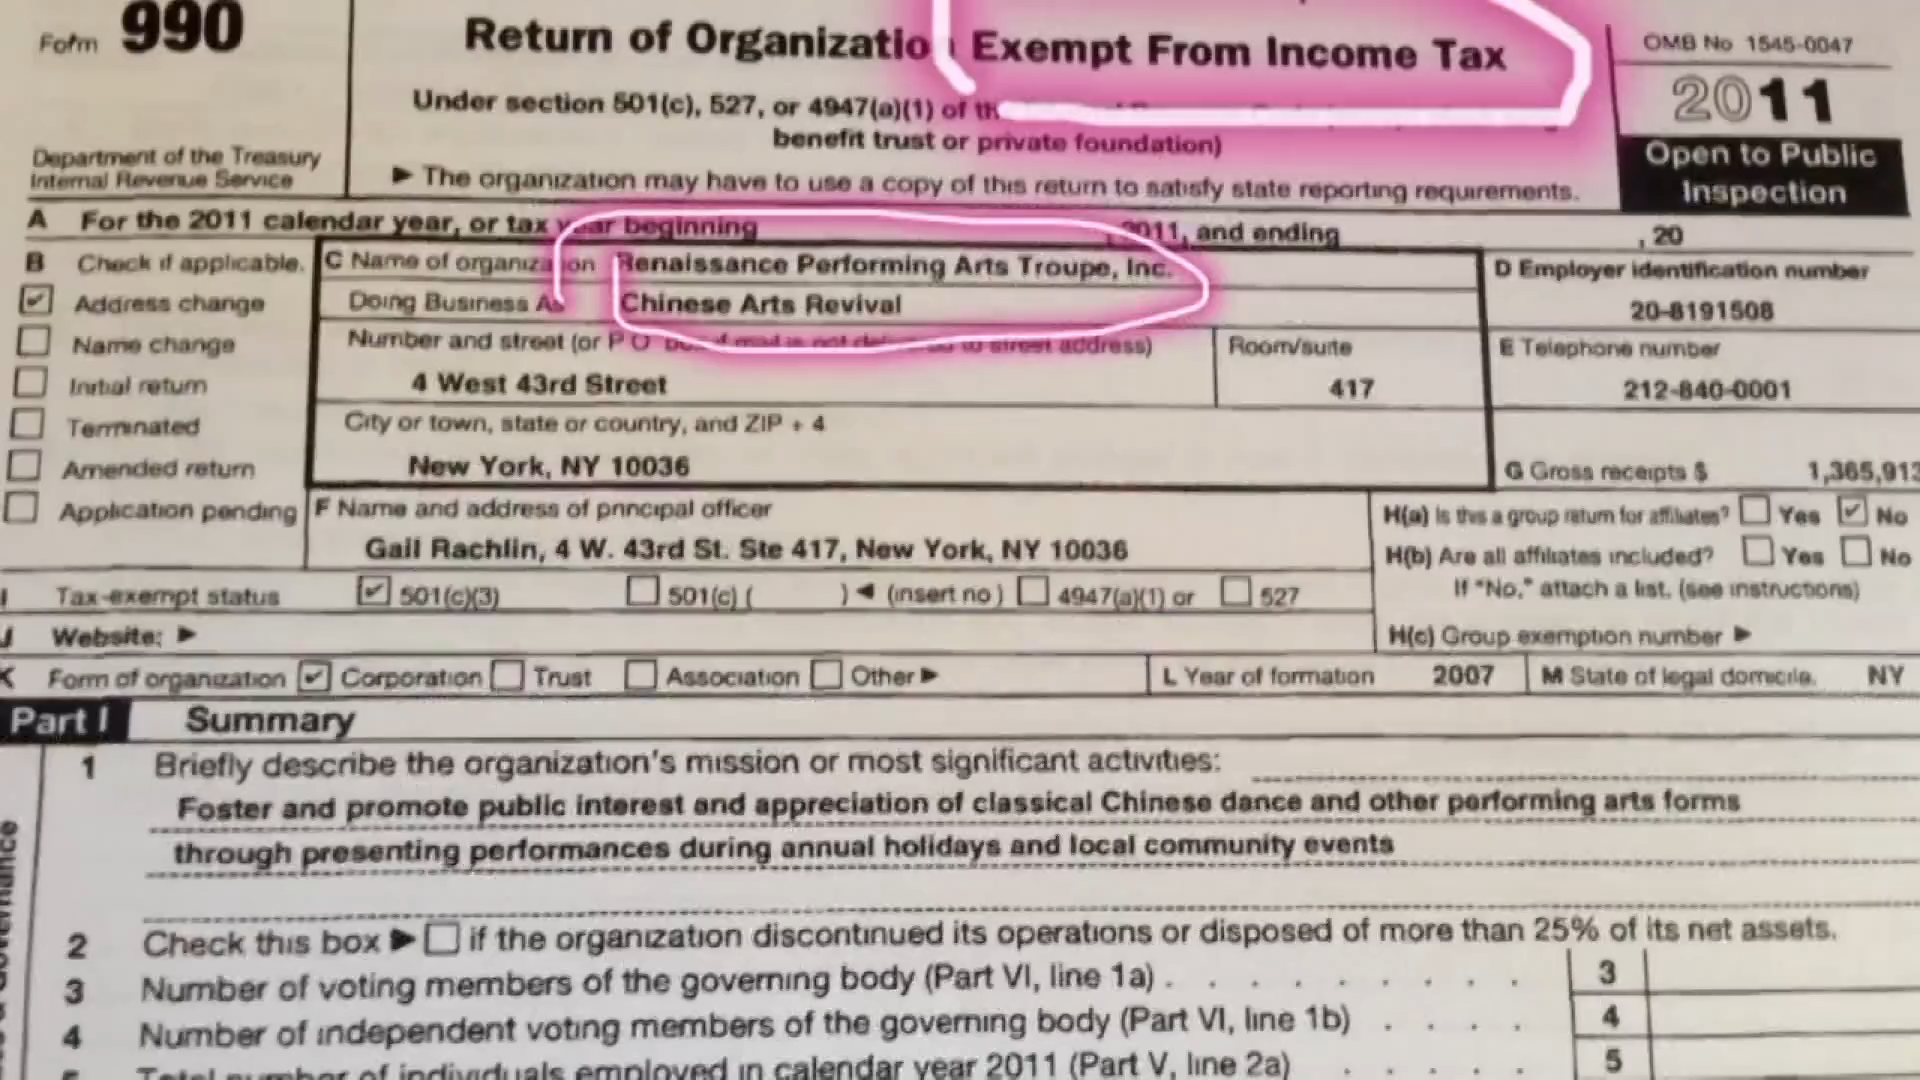 Form 990
Return of Organization Exempt From Income Tax
OMB No 1545-0047
2011
Under section 501(c), 527, or 4947(a)(1) of
benefit trust or private foundation)
Department of the Treasury
Internal Revenue Service
► The organization may have to use a copy of this return to satisfy state reporting requirements.
Open to Public
Inspection
A For the 2011 calendar year, or tax year beginning , 2011, and ending , 20
B Check if applicable.
Address change
Name change
Initial return
Terminated
Amended return
Application pending
C Name of organization Renaissance Performing Arts Troupe, Inc.
Doing Business As Chinese Arts Revival
Number and street (or P O box if mail is not delivered to street address)
4 West 43rd Street
Room/suite
417
City or town, state or country, and ZIP + 4
New York, NY 10036
D Employer identification number
20-8191508
E Telephone number
212-840-0001
G Gross receipts $ 1,365,913
F Name and address of principal officer
Gail Rachlin, 4 W. 43rd St. Ste 417, New York, NY 10036
H(a) Is this a group return for affiliates? Yes No
H(b) Are all affiliates included? Yes No
If "No," attach a list. (see instructions)
H(c) Group exemption number ►
I Tax-exempt status 501(c)(3) 501(c) ( ) ◄ (insert no ) 4947(a)(1) or 527
J Website: ►
K Form of organization Corporation Trust Association Other ►
L Year of formation 2007
M State of legal domicile. NY
Part I Summary
1 Briefly describe the organization's mission or most significant activities:
Foster and promote public interest and appreciation of classical Chinese dance and other performing arts forms
through presenting performances during annual holidays and local community events
2 Check this box ► if the organization discontinued its operations or disposed of more than 25% of its net assets.
3 Number of voting members of the governing body (Part VI, line 1a) . . . . . . . . . 3
4 Number of independent voting members of the governing body (Part VI, line 1b) . . . . 4
5 Total number of individuals employed in calendar year 2011 (Part V, line 2a) . . . . . 5